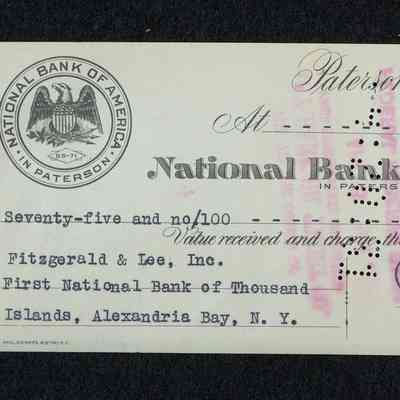 NATIONAL BANK OF AMERICA
IN PATERSON
55-71
Paterson
At
National Bank
IN PATERS
Seventy-five and no/100
Value received and charge th
Fitzgerald & Lee, Inc.
First National Bank of Thousand
Islands, Alexandria Bay, N. Y.